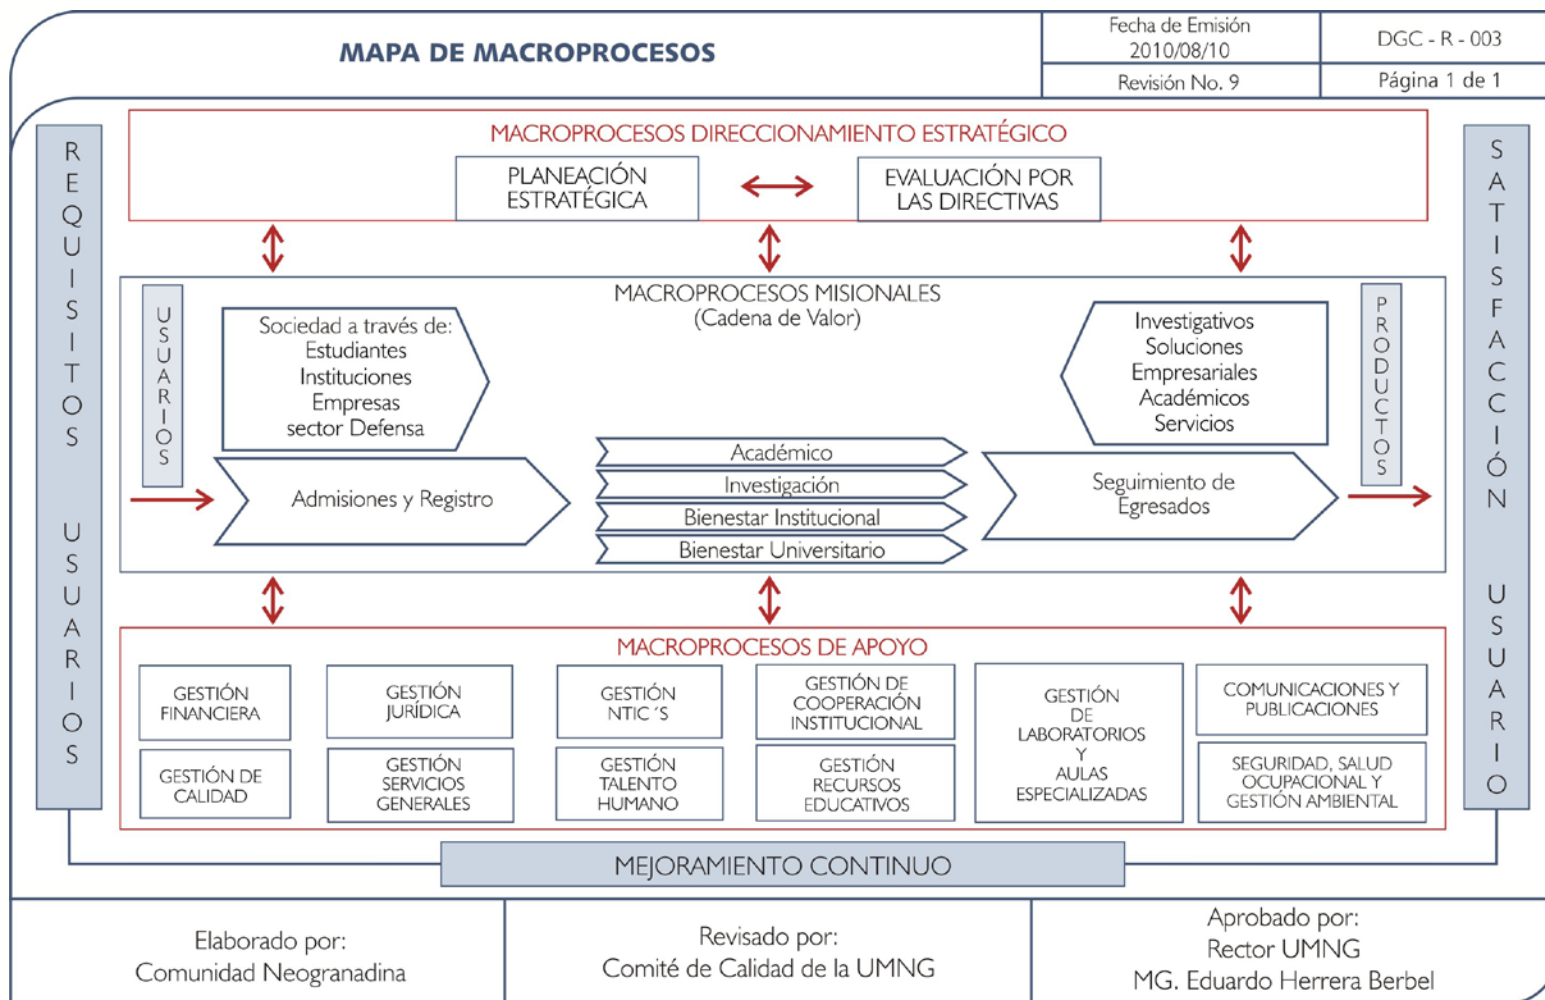 MAPA DE MACROPROCESOS
Fecha de Emisión
2010/08/10
DGC - R - 003
Revisión No. 9
Página 1 de 1
REQUISITOS USUARIOS
MACROPROCESOS DIRECCIONAMIENTO ESTRATÉGICO
PLANEACIÓN
ESTRATÉGICA
EVALUACIÓN POR
LAS DIRECTIVAS
SATISFACCIÓN USUARIO
MACROPROCESOS MISIONALES
(Cadena de Valor)
USUARIOS
Sociedad a través de:
Estudiantes
Instituciones
Empresas
sector Defensa
Admisiones y Registro
Académico
Investigación
Bienestar Institucional
Bienestar Universitario
Investigativos
Soluciones
Empresariales
Académicos
Servicios
Seguimiento de
Egresados
PRODUCTOS
MACROPROCESOS DE APOYO
GESTIÓN
FINANCIERA
GESTIÓN
JURÍDICA
GESTIÓN
NTIC ´S
GESTIÓN DE
COOPERACIÓN
INSTITUCIONAL
GESTIÓN
DE
LABORATORIOS
Y
AULAS
ESPECIALIZADAS
COMUNICACIONES Y
PUBLICACIONES
GESTIÓN DE
CALIDAD
GESTIÓN
SERVICIOS
GENERALES
GESTIÓN
TALENTO
HUMANO
GESTIÓN
RECURSOS
EDUCATIVOS
SEGURIDAD, SALUD
OCUPACIONAL Y
GESTIÓN AMBIENTAL
MEJORAMIENTO CONTINUO
Elaborado por:
Comunidad Neogranadina
Revisado por:
Comité de Calidad de la UMNG
Aprobado por:
Rector UMNG
MG. Eduardo Herrera Berbel